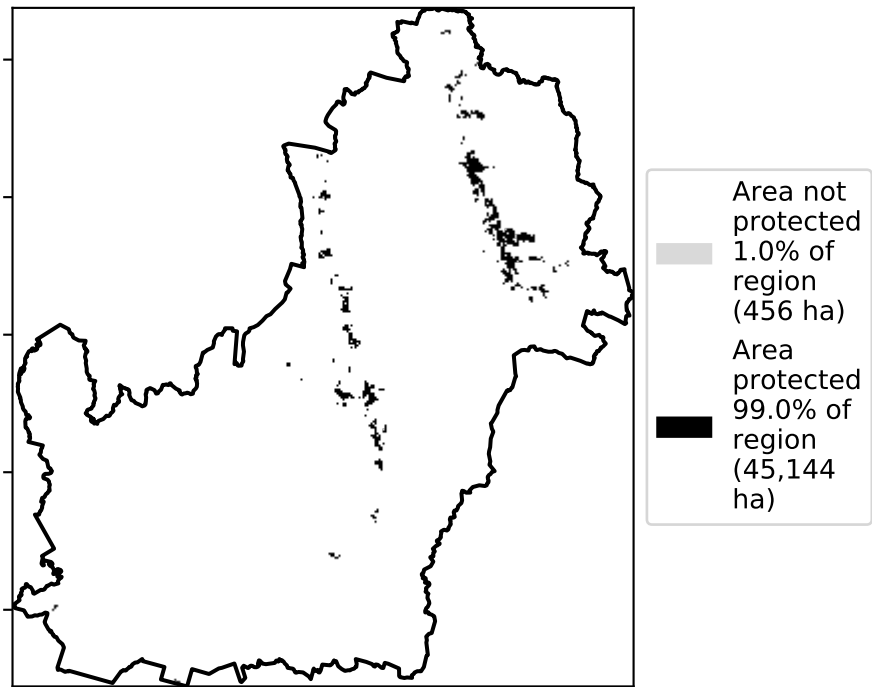 Area not
protected
1.0% of
region
(456 ha)
Area
protected
99.0% of
region
(45,144
ha)